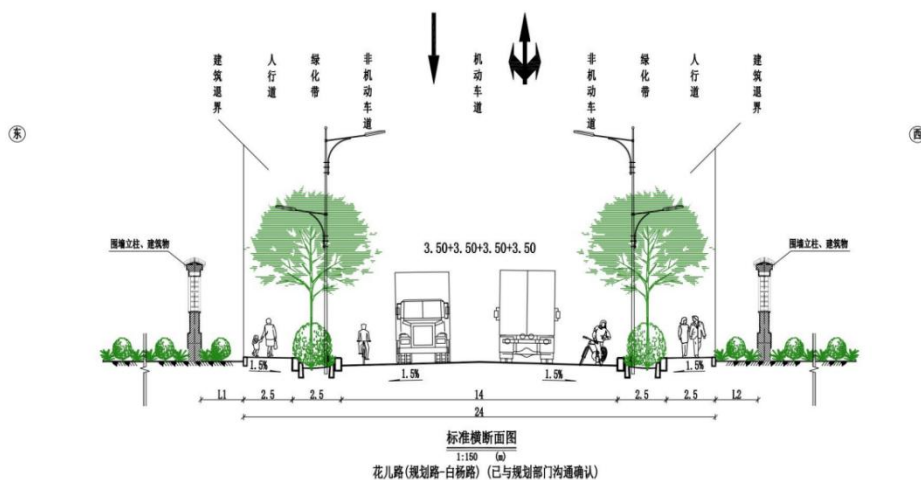 建筑退界
人行道
绿化带
非机动车道
机动车道
非机动车道
绿化带
人行道
建筑退界
东
西
围墙立柱、建筑物
3.50+3.50+3.50+3.50
围墙立柱、建筑物
1.5%
1.5%
1.5%
1.5%
L1
2.5
2.5
14
2.5
2.5
L2
24
标准横断面图
1:150 (m)
花儿路(规划路-白杨路) (已与规划部门沟通确认)